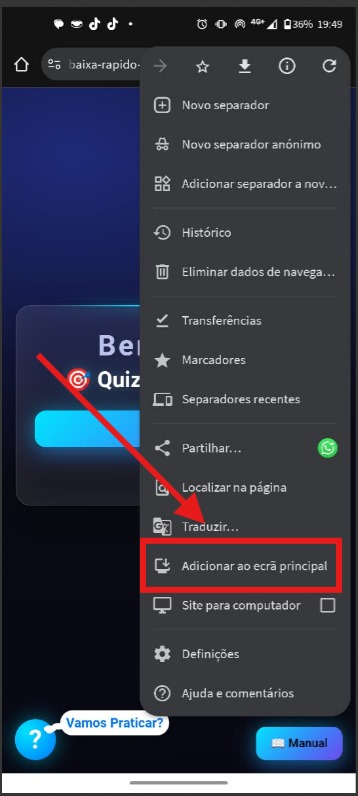 4G+ 36% 19:49
baixa-rapido-
Novo separador
Novo separador anónimo
Adicionar separador a nov…
Histórico
Eliminar dados de navega…
Transferências
Marcadores
Separadores recentes
Ber
Quiz
Partilhar…
Localizar na página
Traduzir…
Adicionar ao ecrã principal
Site para computador
Definições
Ajuda e comentários
Vamos Praticar?
?
Manual